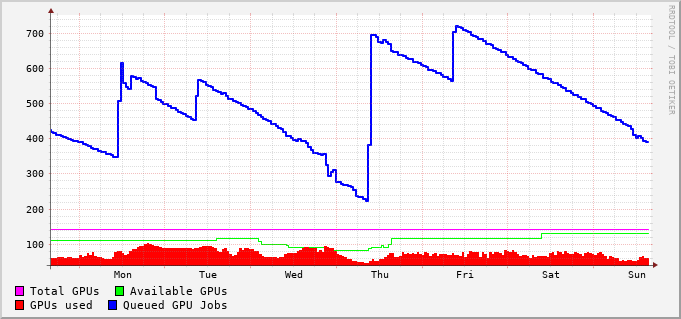 700
600
500
400
300
200
100
Mon Tue Wed Thu Fri Sat Sun
Total GPUs Available GPUs
GPUs used Queued GPU Jobs
RRDTOOL / TOBI OETIKER